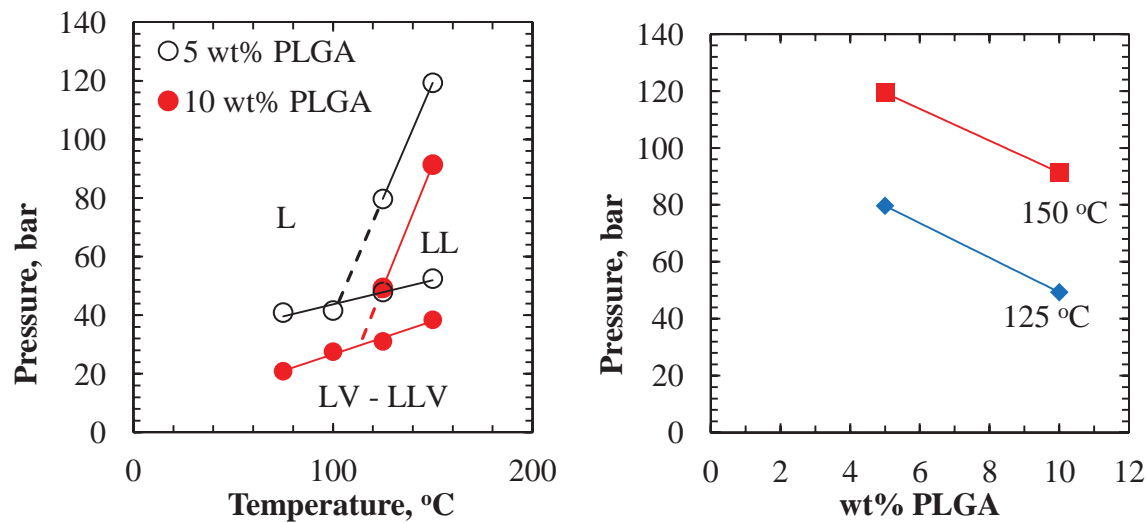 140
120
100
80
60
40
20
0
Pressure, bar
5 wt% PLGA
10 wt% PLGA
L
LL
LV - LLV
0 100 200
Temperature, °C
140
120
100
80
60
40
20
0
Pressure, bar
150 °C
125 °C
0 2 4 6 8 10 12
wt% PLGA